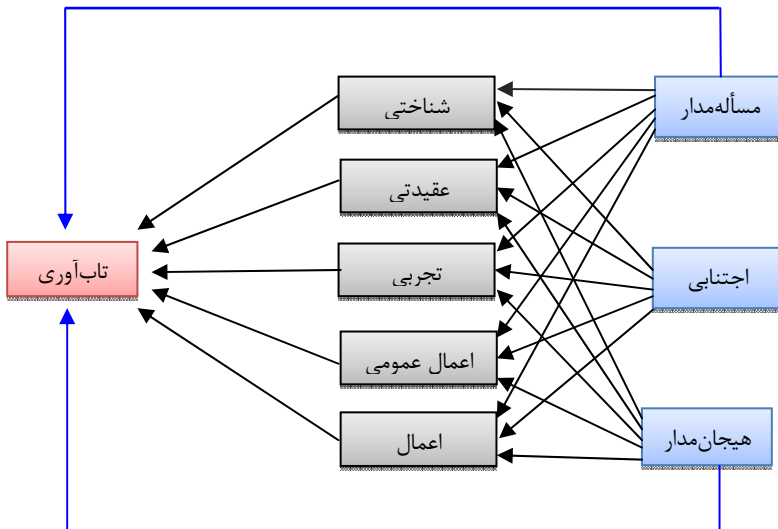 مسأله‌مدار
اجتنابی
هیجان‌مدار
شناختی
عقیدتی
تجربی
اعمال عمومی
اعمال
تاب‌آوری